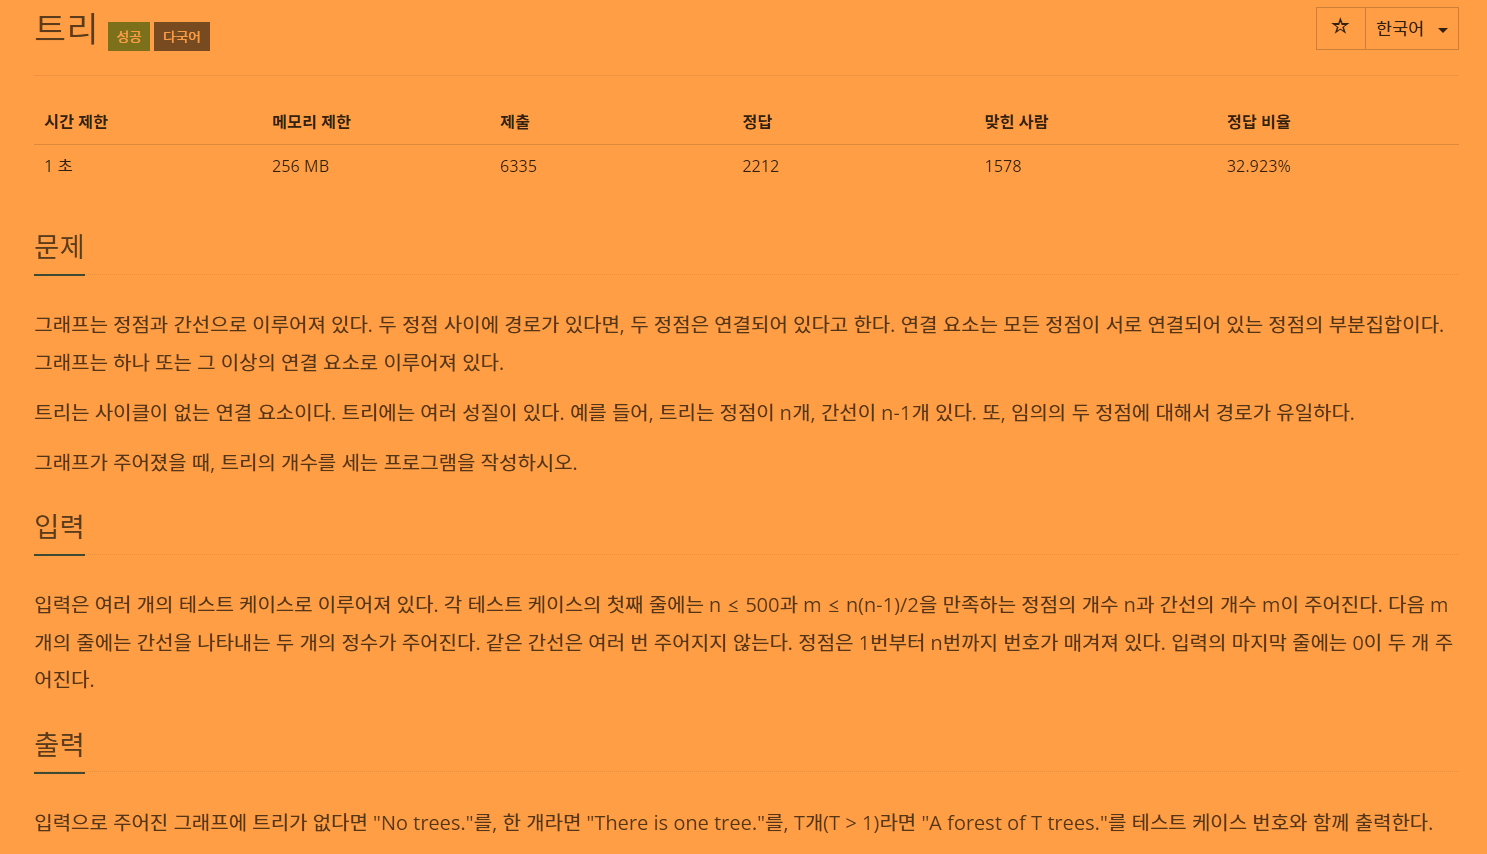 트리 성공 다국어 ☆ 한국어
시간 제한 메모리 제한 제출 정답 맞힌 사람 정답 비율
1 초 256 MB 6335 2212 1578 32.923%
문제
그래프는 정점과 간선으로 이루어져 있다. 두 정점 사이에 경로가 있다면, 두 정점은 연결되어 있다고 한다. 연결 요소는 모든 정점이 서로 연결되어 있는 정점의 부분집합이다.
그래프는 하나 또는 그 이상의 연결 요소로 이루어져 있다.
트리는 사이클이 없는 연결 요소이다. 트리에는 여러 성질이 있다. 예를 들어, 트리는 정점이 n개, 간선이 n-1개 있다. 또, 임의의 두 정점에 대해서 경로가 유일하다.
그래프가 주어졌을 때, 트리의 개수를 세는 프로그램을 작성하시오.
입력
입력은 여러 개의 테스트 케이스로 이루어져 있다. 각 테스트 케이스의 첫째 줄에는 n ≤ 500과 m ≤ n(n-1)/2을 만족하는 정점의 개수 n과 간선의 개수 m이 주어진다. 다음 m
개의 줄에는 간선을 나타내는 두 개의 정수가 주어진다. 같은 간선은 여러 번 주어지지 않는다. 정점은 1번부터 n번까지 번호가 매겨져 있다. 입력의 마지막 줄에는 0이 두 개 주
어진다.
출력
입력으로 주어진 그래프에 트리가 없다면 "No trees."를, 한 개라면 "There is one tree."를, T개(T > 1)라면 "A forest of T trees."를 테스트 케이스 번호와 함께 출력한다.